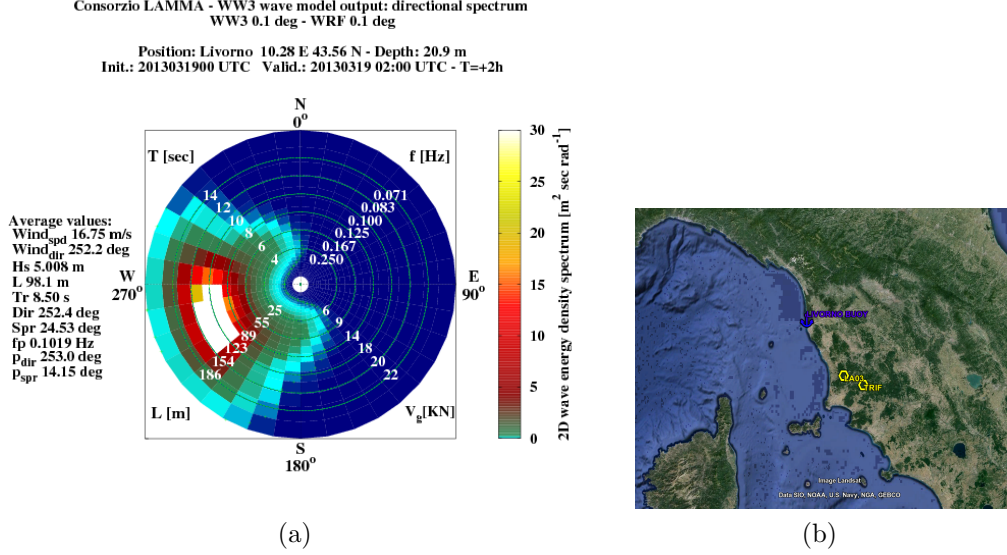 Consorzio LAMMA - WW3 wave model output: directional spectrum
WW3 0.1 deg - WRF 0.1 deg
Position: Livorno 10.28 E 43.56 N - Depth: 20.9 m
Init.: 2013031900 UTC Valid.: 20130319 02:00 UTC - T=+2h
N
0°
T [sec]
f [Hz]
14
12
10
8
6
4
0.071
0.083
0.100
0.125
0.167
0.250
Average values:
Wind_spd 16.75 m/s
Wind_dir 252.2 deg
Hs 5.008 m
L 98.1 m
Tr 8.50 s
Dir 252.4 deg
Spr 24.53 deg
fp 0.1019 Hz
p_dir 253.0 deg
p_spr 14.15 deg
W
270°
E
90°
25
55
89
123
154
186
6
9
14
18
20
22
L [m]
V_g[KN]
S
180°
30
25
20
15
10
5
0
2D wave energy density spectrum [m² sec rad⁻¹]
(a)
LIVORNO BUOY
LA03
TRIF
Image Landsat
Data SIO, NOAA, U.S. Navy, NGA, GEBCO
(b)